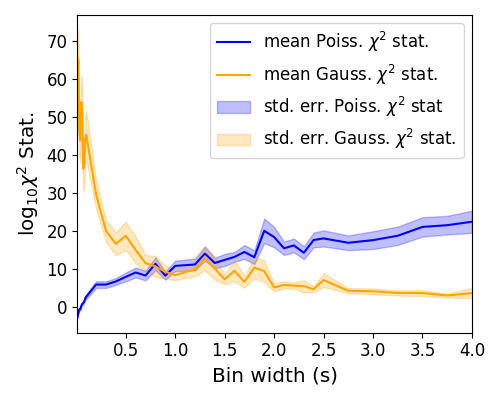 mean Poiss. χ² stat.
mean Gauss. χ² stat.
std. err. Poiss. χ² stat
std. err. Gauss. χ² stat.
log₁₀χ² Stat.
70
60
50
40
30
20
10
0
0.5 1.0 1.5 2.0 2.5 3.0 3.5 4.0
Bin width (s)